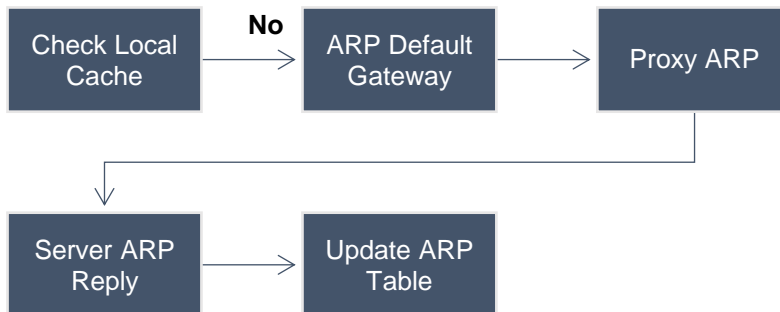 Check Local
Cache
No
ARP Default
Gateway
Proxy ARP
Server ARP
Reply
Update ARP
Table